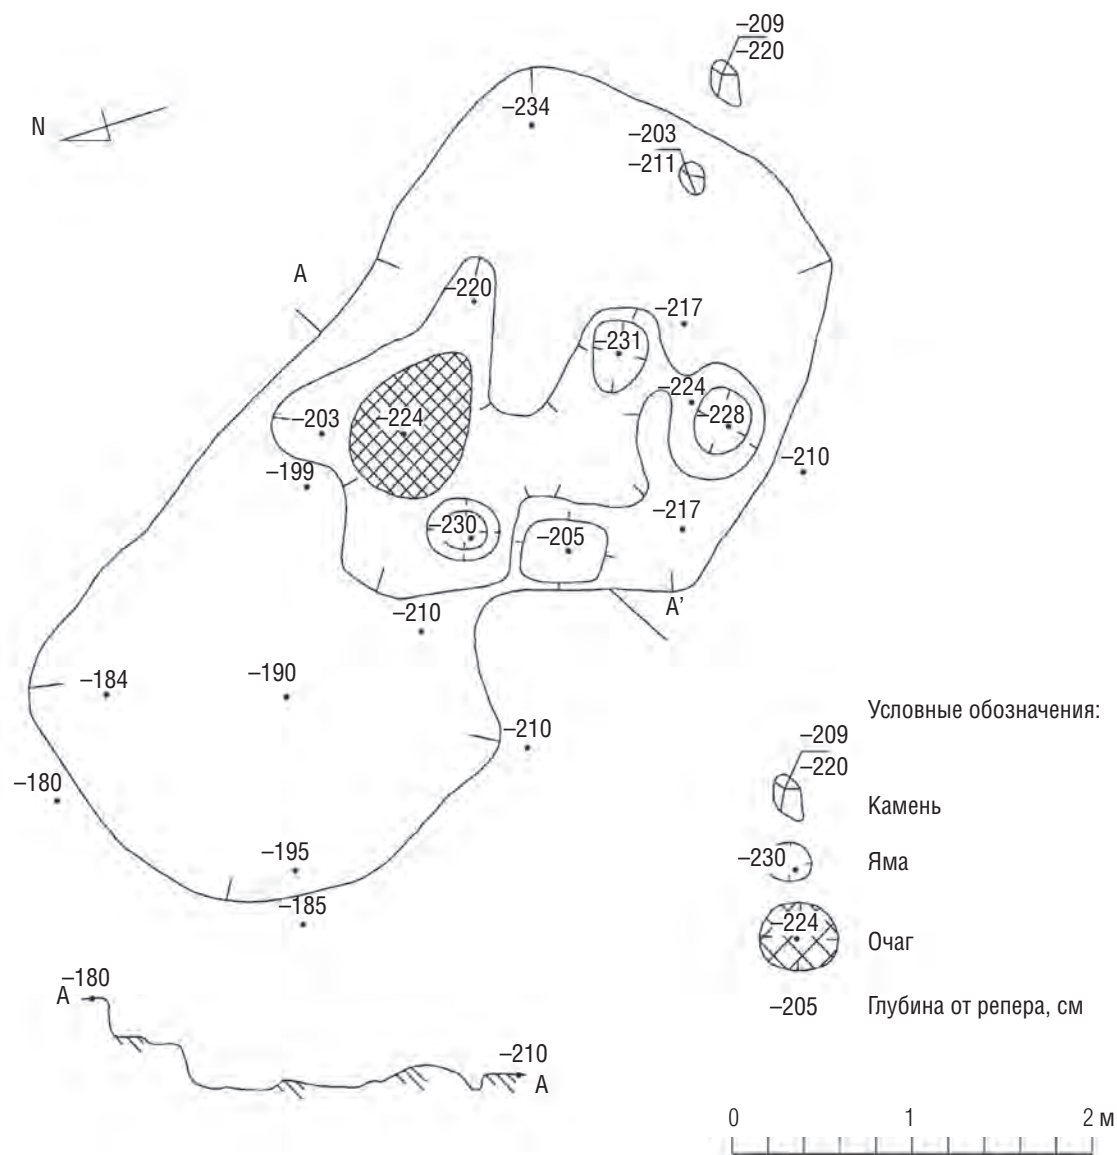 –209
–220
–234
–203
–211
N
A
–220
–217
–231
–224
–203
–224
–228
–199
–210
–217
–230
–205
–210
A'
–184
–190
–210
–180
–195
–185
Условные обозначения:
–209
–220
Камень
–230
Яма
–224
Очаг
–205 Глубина от репера, см
–180
A
–210
A
0 1 2 м